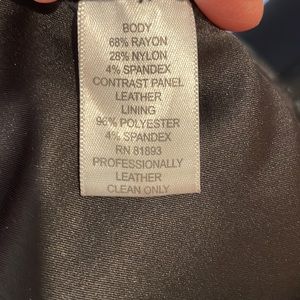 BODY
68% RAYON
28% NYLON
4% SPANDEX
CONTRAST PANEL
LEATHER
LINING
96% POLYESTER
4% SPANDEX
RN 81893
PROFESSIONALLY
LEATHER
CLEAN ONLY